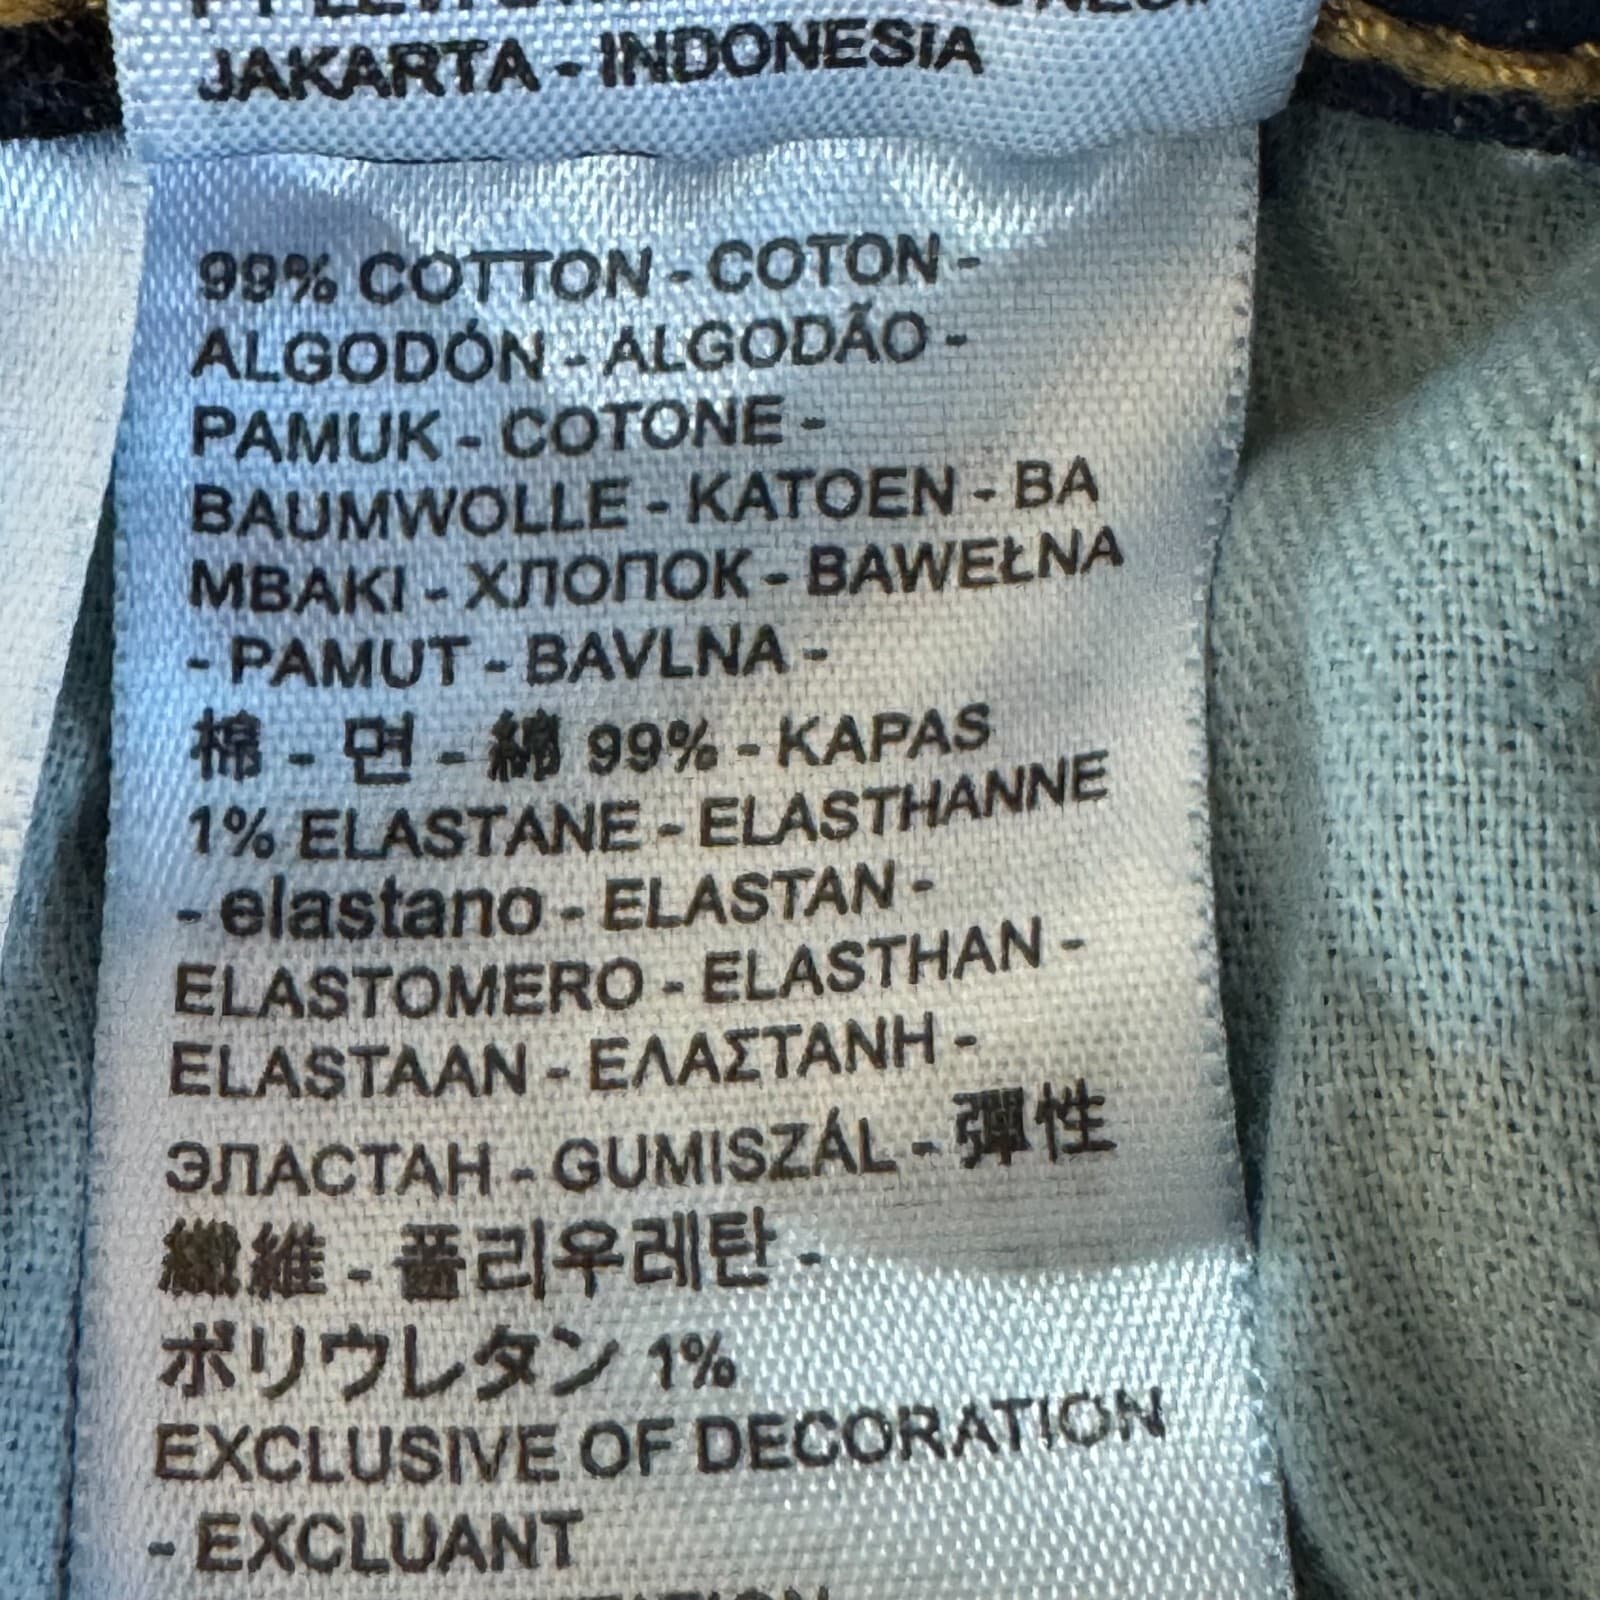 JAKARTA - INDONESIA
99% COTTON - COTON -
ALGODÓN - ALGODÃO -
PAMUK - COTONE -
BAUMWOLLE - KATOEN - BA
MBAKI - ХЛОПОК - BAWEŁNA
- PAMUT - BAVLNA -
棉 - 면 - 綿 99% - KAPAS
1% ELASTANE - ELASTHANNE
- elastano - ELASTAN -
ELASTOMERO - ELASTHAN -
ELASTAAN - ΕΛΑΣΤΑΝΗ -
ЭЛАСТАН - GUMISZÁL - 彈性
纖維 - 폴리우레탄 -
ポリウレタン 1%
EXCLUSIVE OF DECORATION
- EXCLUANT